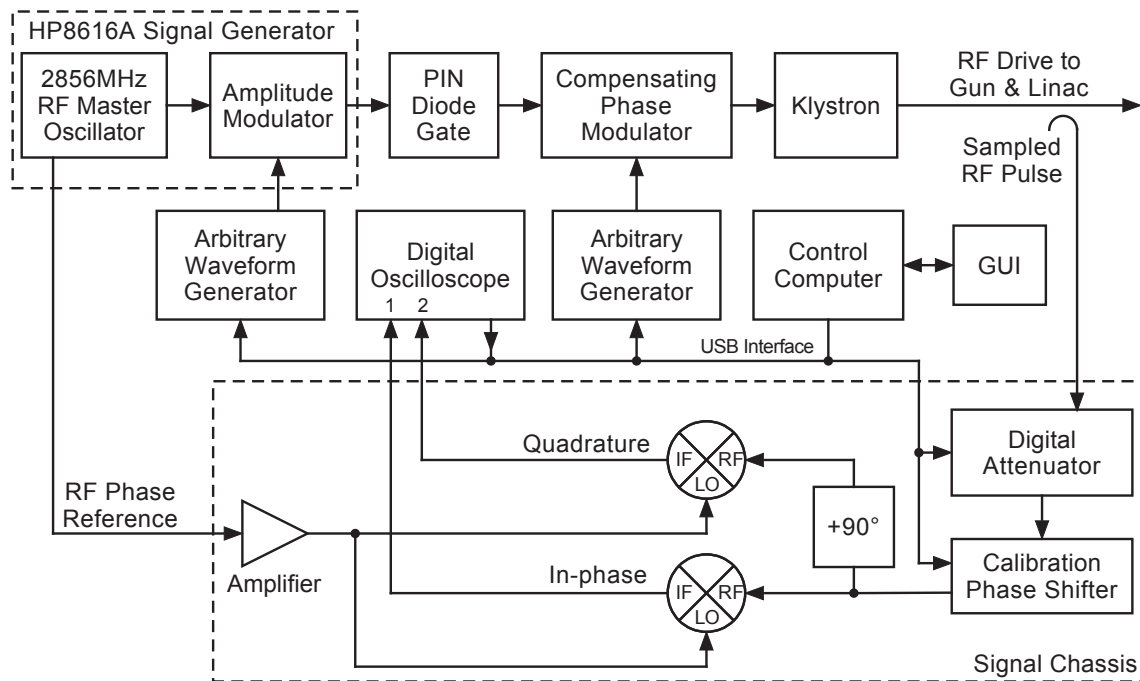 HP8616A Signal Generator
2856MHz
RF Master
Oscillator
Amplitude
Modulator
PIN
Diode
Gate
Compensating
Phase
Modulator
Klystron
RF Drive to
Gun & Linac
Sampled
RF Pulse
Arbitrary
Waveform
Generator
Digital
Oscilloscope
1 2
Arbitrary
Waveform
Generator
Control
Computer
GUI
USB Interface
Quadrature
IF RF
LO
Digital
Attenuator
RF Phase
Reference
Amplifier
+90°
In-phase
IF RF
LO
Calibration
Phase Shifter
Signal Chassis